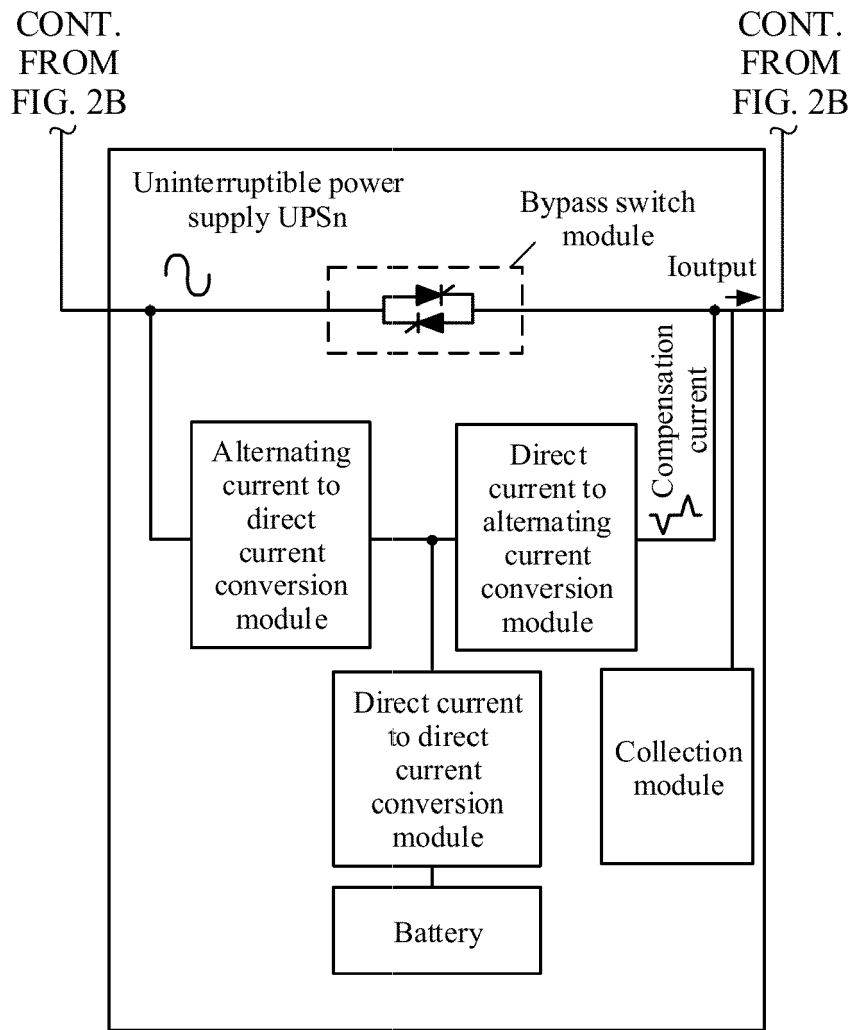 CONT.
FROM
FIG. 2B
CONT.
FROM
FIG. 2B
Uninterruptible power
supply UPSn
Bypass switch
module
Ioutput
Compensation
current
Alternating
current to
direct
current
conversion
module
Direct
current to
alternating
current
conversion
module
Direct current
to direct
current
conversion
module
Collection
module
Battery